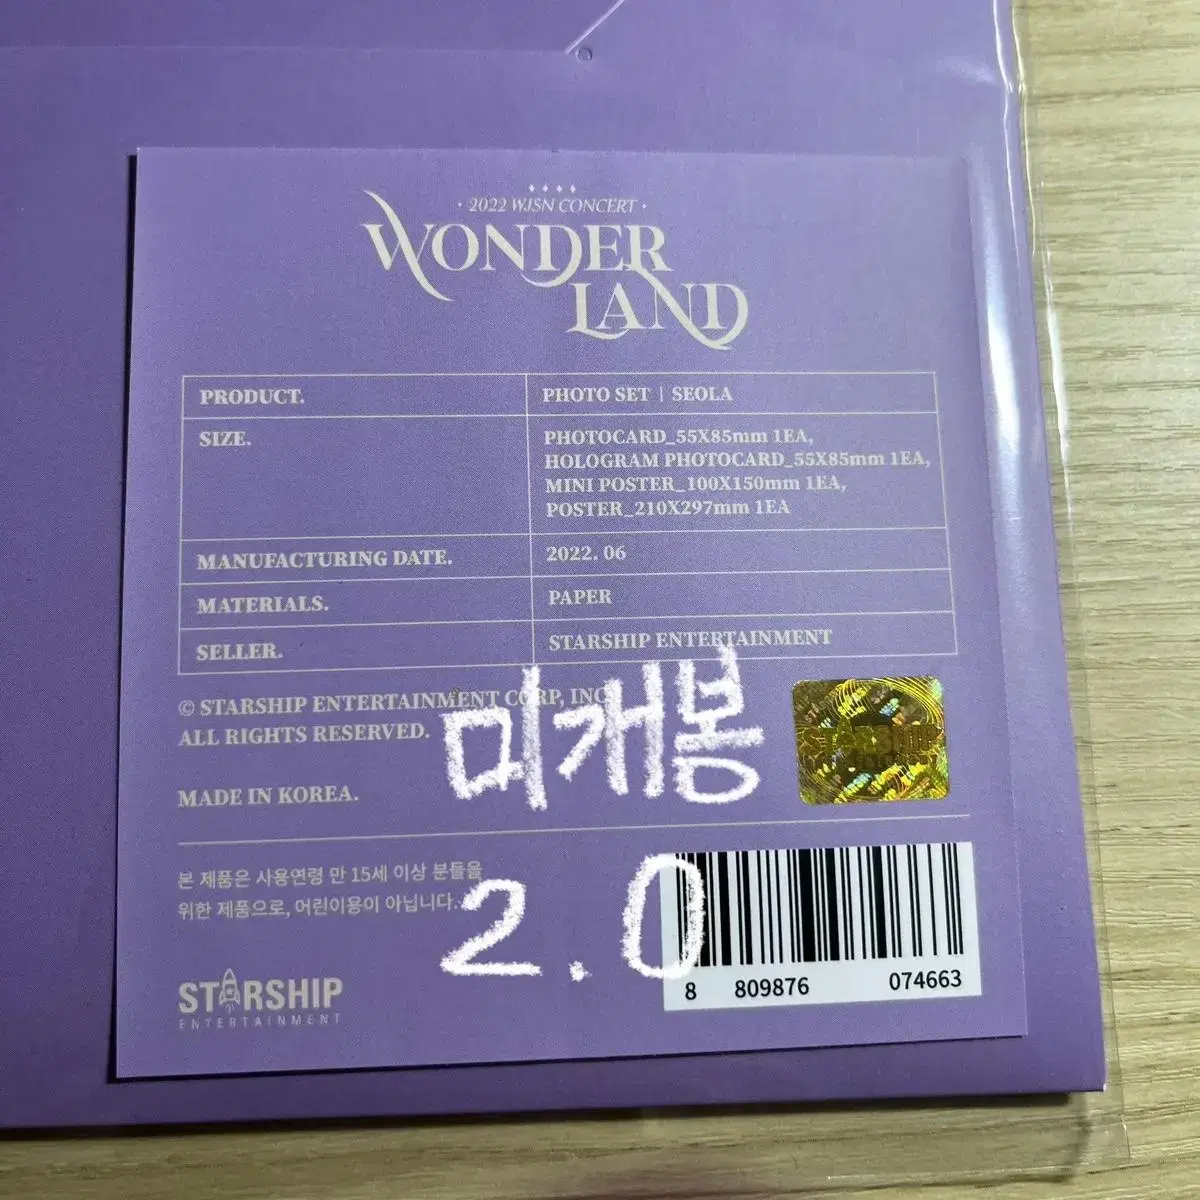 · 2022 WJSN CONCERT ·
WONDER
LAND
PRODUCT. PHOTO SET | SEOLA
SIZE. PHOTOCARD_55X85mm 1EA,
HOLOGRAM PHOTOCARD_55X85mm 1EA,
MINI POSTER_100X150mm 1EA,
POSTER_210X297mm 1EA
MANUFACTURING DATE. 2022. 06
MATERIALS. PAPER
SELLER. STARSHIP ENTERTAINMENT
© STARSHIP ENTERTAINMENT CORP, INC
ALL RIGHTS RESERVED.
미개봉
STARSHIP
MADE IN KOREA.
본 제품은 사용연령 만 15세 이상 분들을
위한 제품으로, 어린이용이 아닙니다.
2.0
STARSHIP
ENTERTAINMENT
8 809876 074663